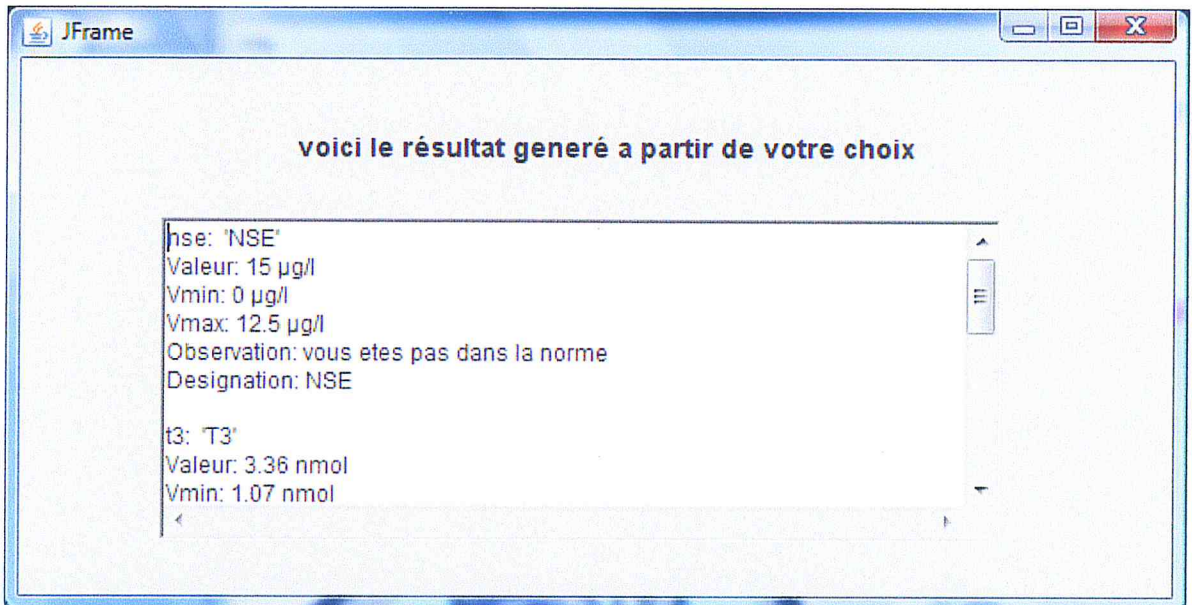 JFrame
voici le résultat generé a partir de votre choix
nse: 'NSE'
Valeur: 15 µg/l
Vmin: 0 µg/l
Vmax: 12.5 µg/l
Observation: vous etes pas dans la norme
Designation: NSE
t3: 'T3'
Valeur: 3.36 nmol
Vmin: 1.07 nmol